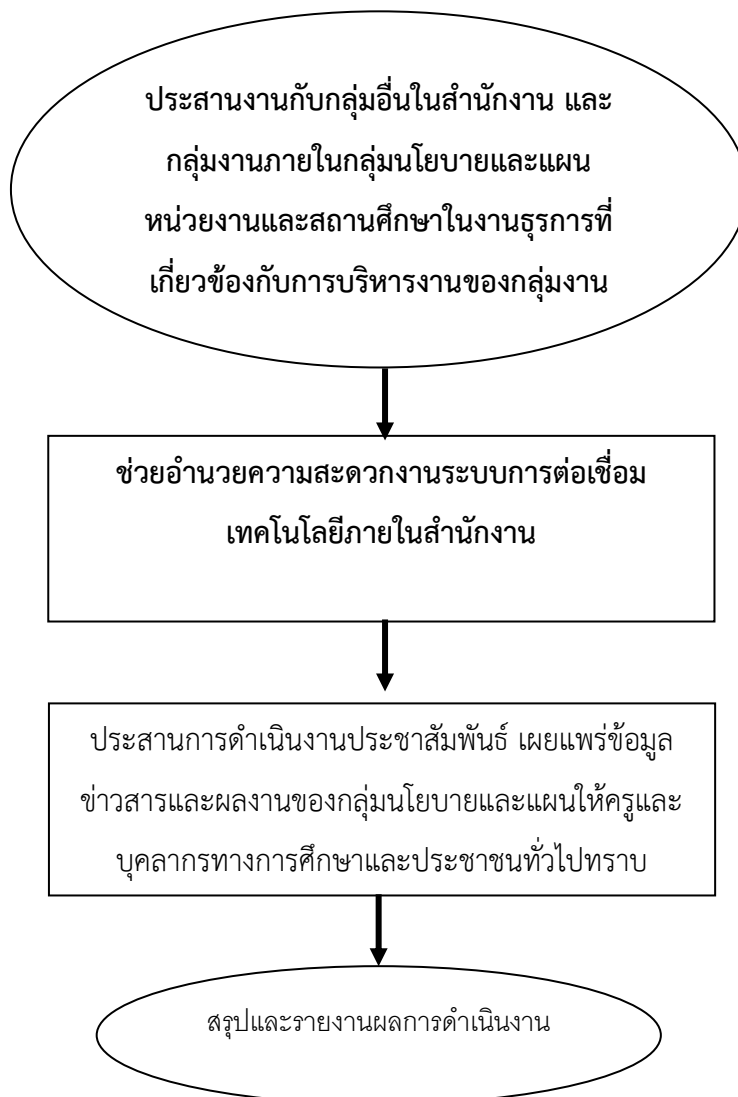 ประสานงานกับกลุ่มอื่นในสำนักงาน และ
กลุ่มงานภายในกลุ่มนโยบายและแผน
หน่วยงานและสถานศึกษาในงานธุรการที่
เกี่ยวข้องกับการบริหารงานของกลุ่มงาน
ช่วยอำนวยความสะดวกงานระบบการต่อเชื่อม
เทคโนโลยีภายในสำนักงาน
ประสานการดำเนินงานประชาสัมพันธ์ เผยแพร่ข้อมูล
ข่าวสารและผลงานของกลุ่มนโยบายและแผนให้ครูและ
บุคลากรทางการศึกษาและประชาชนทั่วไปทราบ
สรุปและรายงานผลการดำเนินงาน